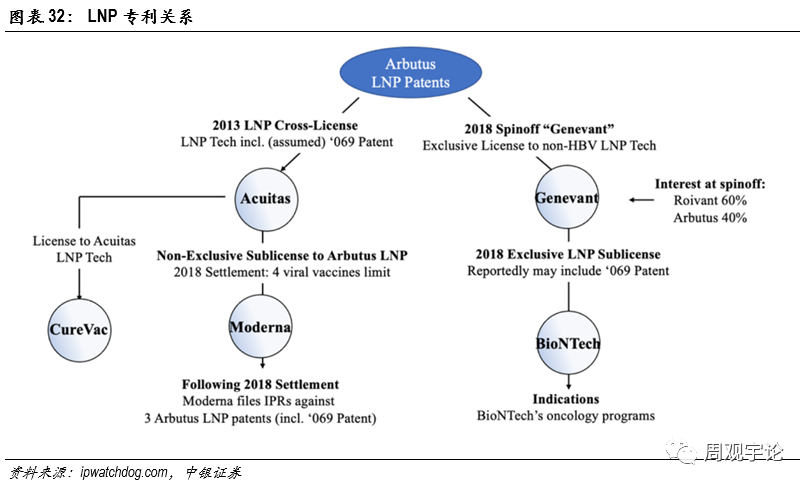 图表 32： LNP 专利关系
Arbutus
LNP Patents
2013 LNP Cross-License
LNP Tech incl. (assumed) ‘069 Patent
2018 Spinoff “Genevant”
Exclusive License to non-HBV LNP Tech
Acuitas
Genevant
Interest at spinoff:
Roivant 60%
Arbutus 40%
License to Acuitas
LNP Tech
Non-Exclusive Sublicense to Arbutus LNP
2018 Settlement: 4 viral vaccines limit
2018 Exclusive LNP Sublicense
Reportedly may include ‘069 Patent
CureVac
Moderna
BioNTech
Following 2018 Settlement
Moderna files IPRs against
3 Arbutus LNP patents (incl. ‘069 Patent)
Indications
BioNTech’s oncology programs
周观宇论
资料来源：ipwatchdog.com，中银证券